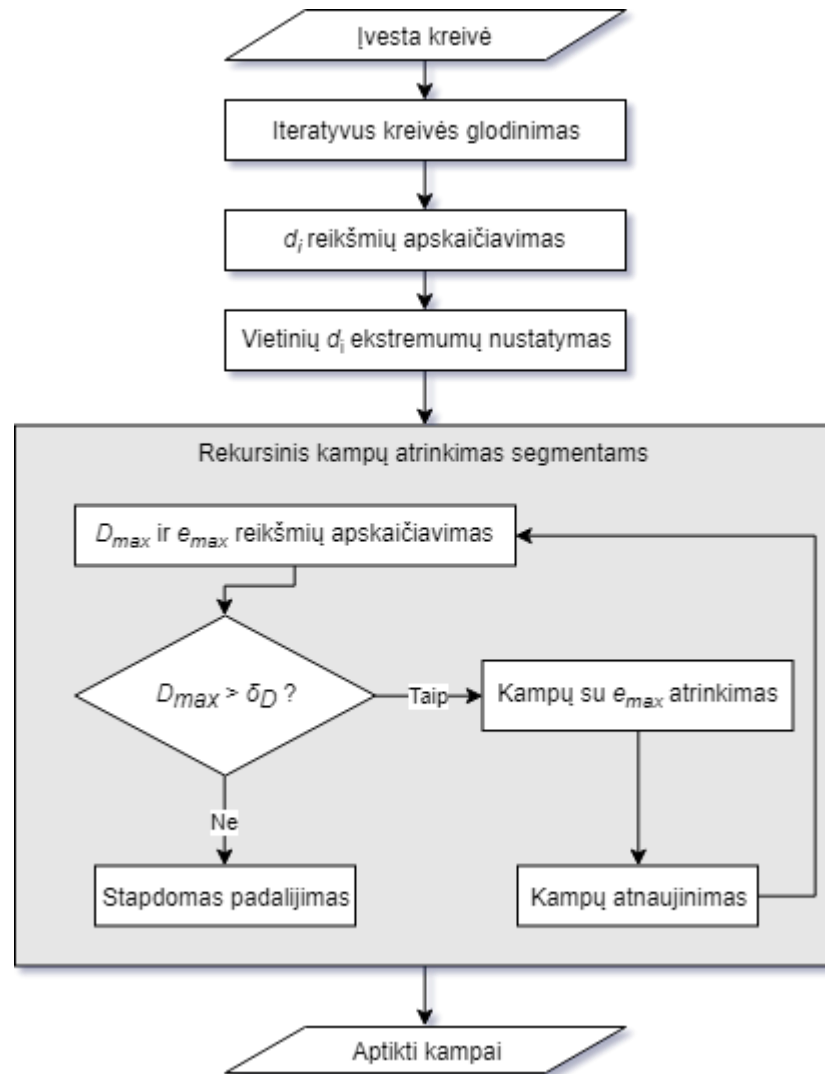 Įvesta kreivė
Iteratyvus kreivės glodinimas
di reikšmių apskaičiavimas
Vietinių di ekstremumų nustatymas
Rekursinis kampų atrinkimas segmentams
Dmax ir emax reikšmių apskaičiavimas
Dmax > δD ?
Taip
Kampų su emax atrinkimas
Ne
Stapdomas padalijimas
Kampų atnaujinimas
Aptikti kampai